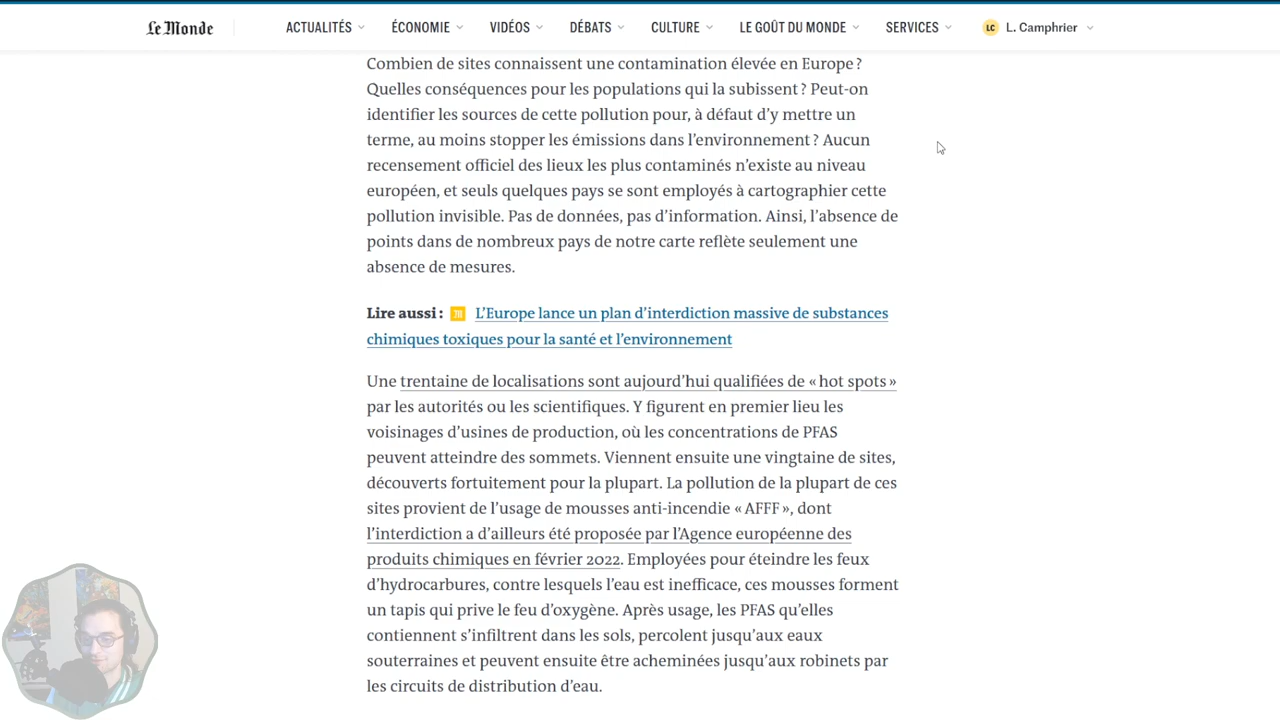 Le Monde
ACTUALITÉS
ÉCONOMIE
VIDÉOS
DÉBATS
CULTURE
LE GOÛT DU MONDE
SERVICES
LC
L. Camphrier
Combien de sites connaissent une contamination élevée en Europe ?
Quelles conséquences pour les populations qui la subissent ? Peut-on
identifier les sources de cette pollution pour, à défaut d’y mettre un
terme, au moins stopper les émissions dans l’environnement ? Aucun
recensement officiel des lieux les plus contaminés n’existe au niveau
européen, et seuls quelques pays se sont employés à cartographier cette
pollution invisible. Pas de données, pas d’information. Ainsi, l’absence de
points dans de nombreux pays de notre carte reflète seulement une
absence de mesures.
Lire aussi : L’Europe lance un plan d’interdiction massive de substances
chimiques toxiques pour la santé et l’environnement
Une trentaine de localisations sont aujourd’hui qualifiées de « hot spots »
par les autorités ou les scientifiques. Y figurent en premier lieu les
voisinages d’usines de production, où les concentrations de PFAS
peuvent atteindre des sommets. Viennent ensuite une vingtaine de sites,
découverts fortuitement pour la plupart. La pollution de la plupart de ces
sites provient de l’usage de mousses anti-incendie « AFFF », dont
l’interdiction a d’ailleurs été proposée par l’Agence européenne des
produits chimiques en février 2022. Employées pour éteindre les feux
d’hydrocarbures, contre lesquels l’eau est inefficace, ces mousses forment
un tapis qui prive le feu d’oxygène. Après usage, les PFAS qu’elles
contiennent s’infiltrent dans les sols, percolent jusqu’aux eaux
souterraines et peuvent ensuite être acheminées jusqu’aux robinets par
les circuits de distribution d’eau.